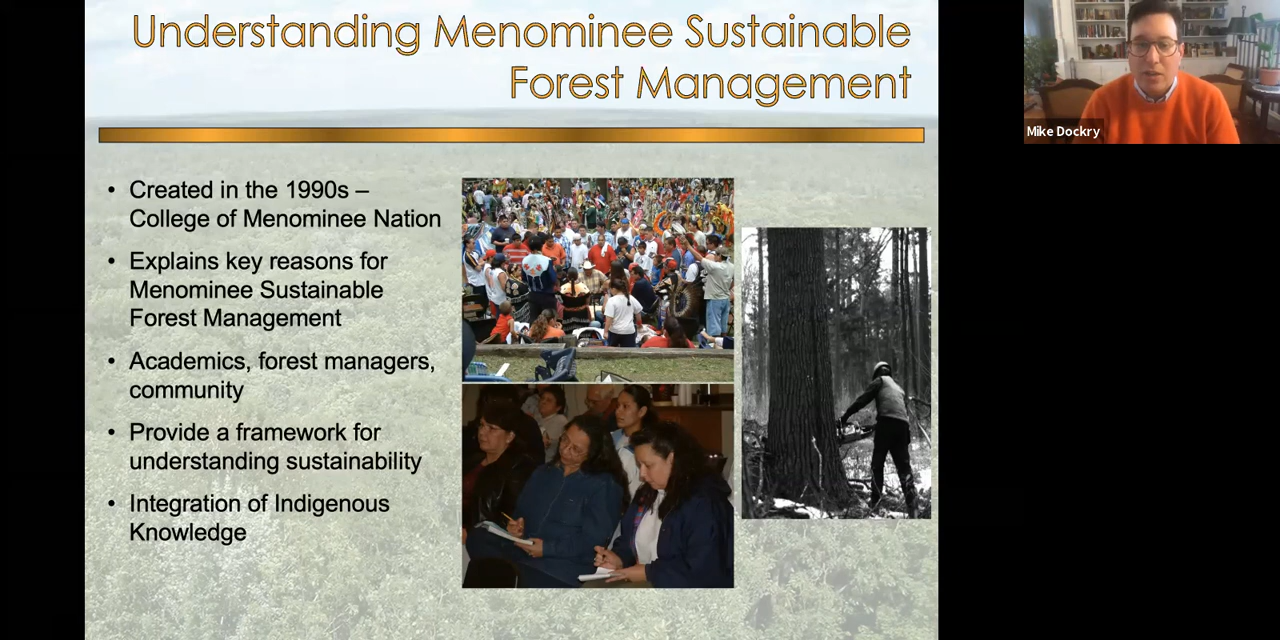 Understanding Menominee Sustainable
Forest Management
Mike Dockry
• Created in the 1990s –
College of Menominee Nation
• Explains key reasons for
Menominee Sustainable
Forest Management
• Academics, forest managers,
community
• Provide a framework for
understanding sustainability
• Integration of Indigenous
Knowledge